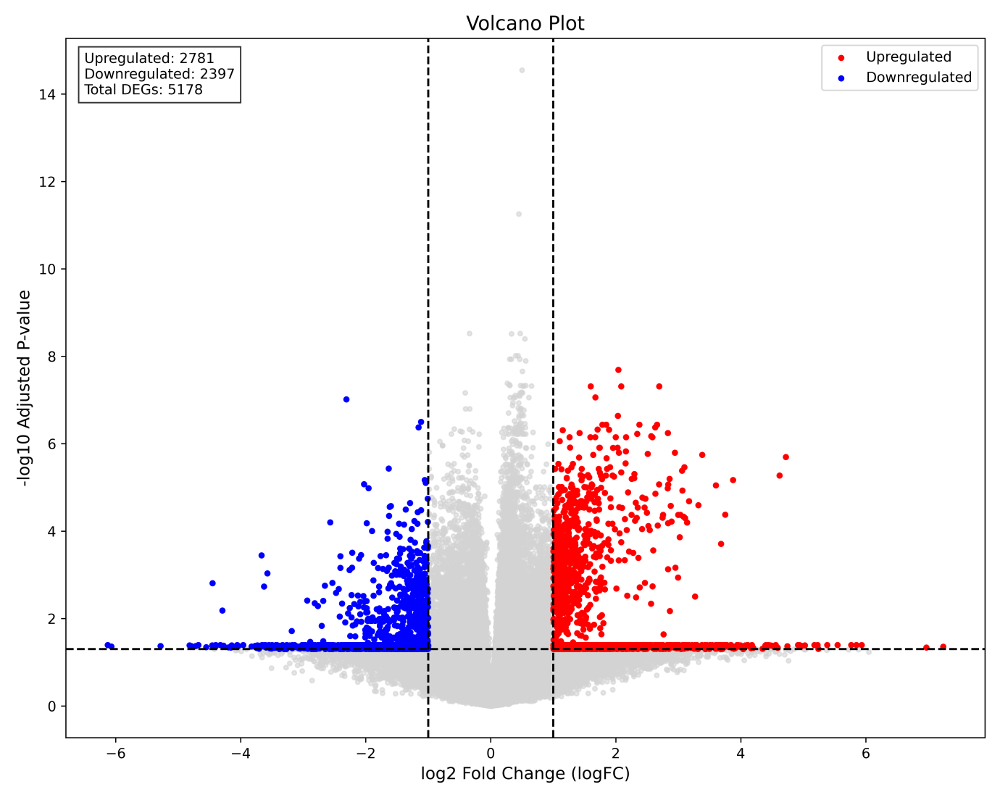 Volcano Plot
Upregulated: 2781
Downregulated: 2397
Total DEGs: 5178
Upregulated
Downregulated
-log10 Adjusted P-value
14
12
10
8
6
4
2
0
−6
−4
−2
0
2
4
6
log2 Fold Change (logFC)